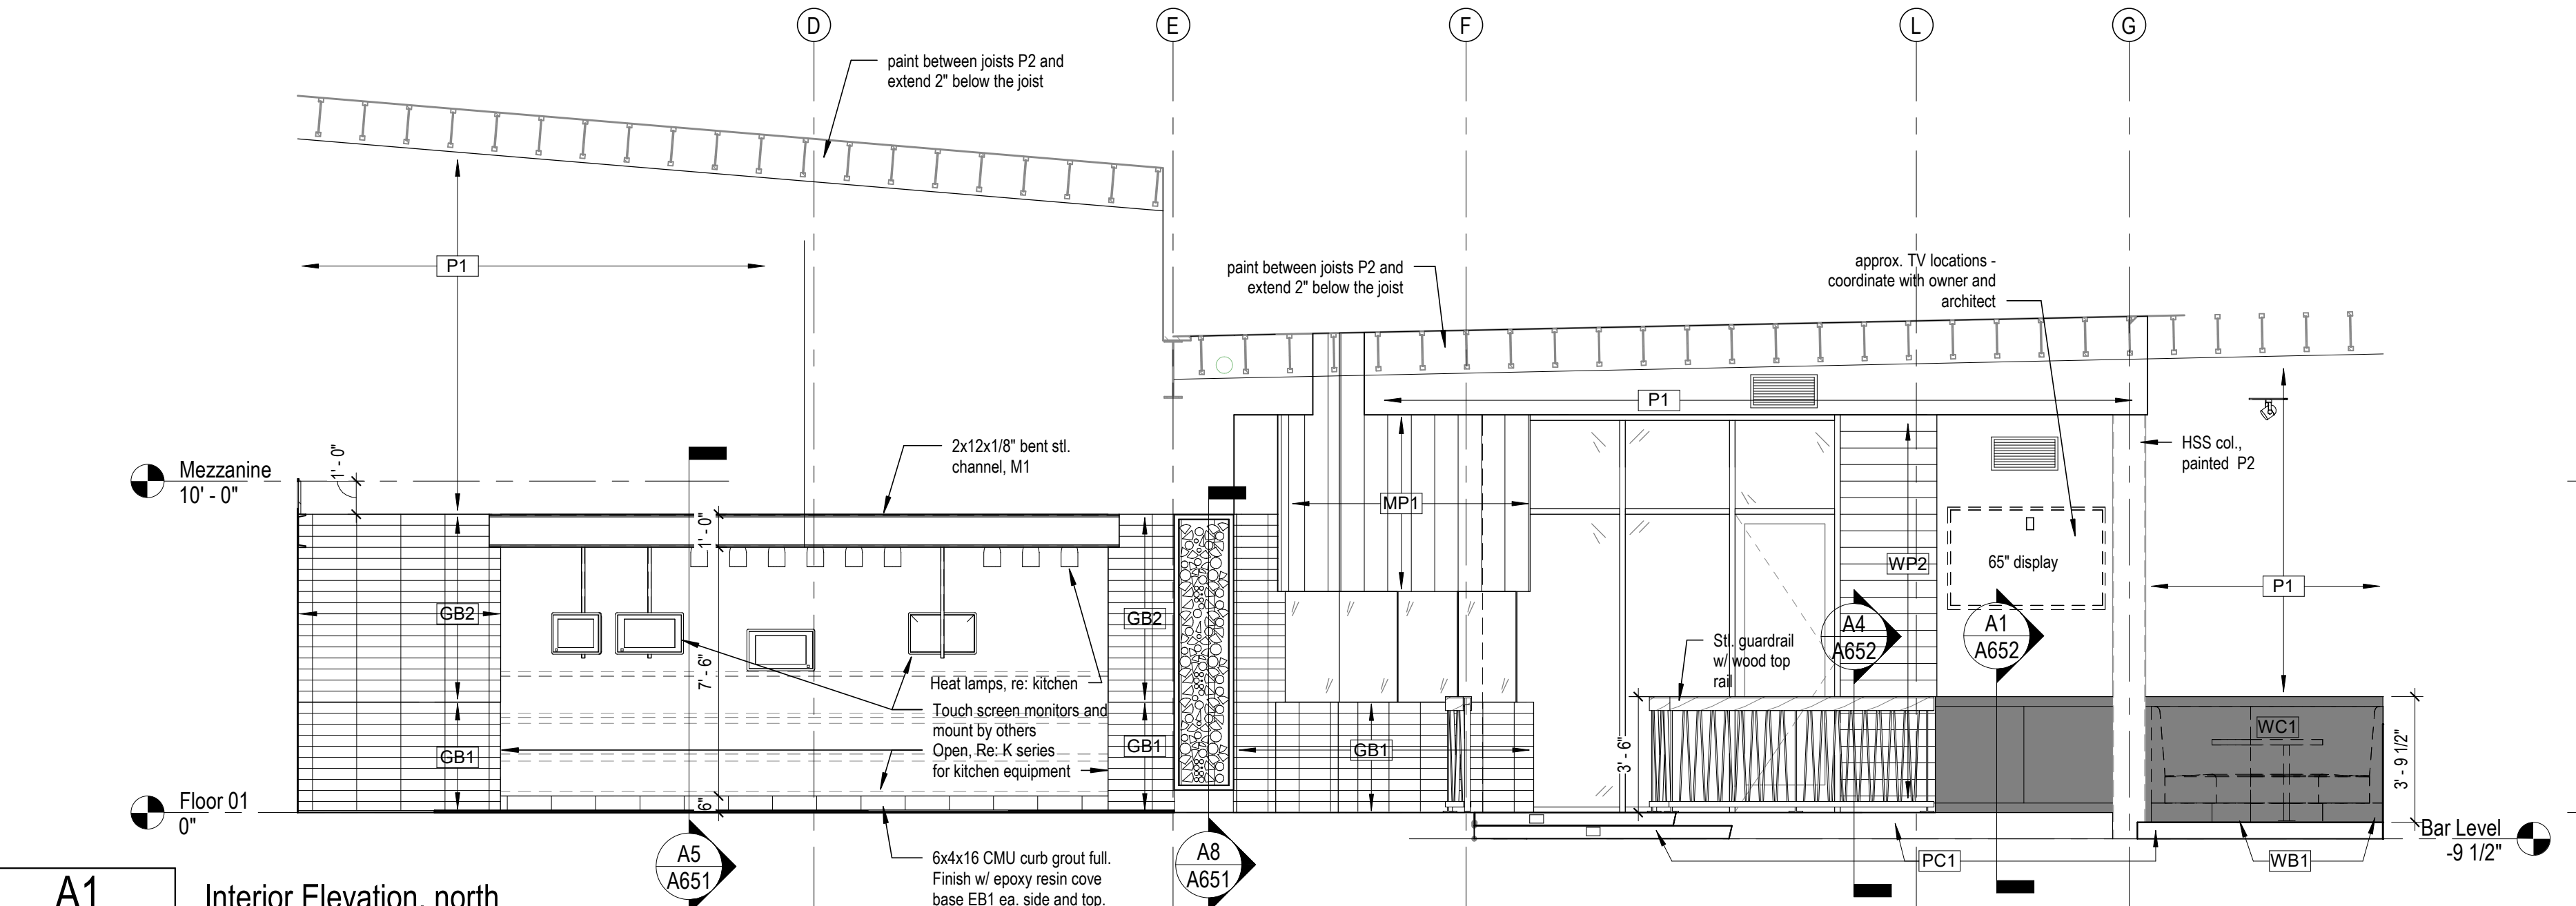 D
E
F
L
G
paint between joists P2 and
extend 2" below the joist
P1
paint between joists P2 and
extend 2" below the joist
approx. TV locations -
coordinate with owner and
architect
P1
Mezzanine
10' - 0"
1' - 0"
2x12x1/8" bent stl.
channel, M1
HSS col.,
painted P2
1' - 0"
MP1
WP2
65" display
P1
GB2
GB2
7' - 6"
Heat lamps, re: kitchen
Touch screen monitors and
mount by others
Open, Re: K series
for kitchen equipment
Stl. guardrail
w/ wood top
rail
A4
A652
A1
A652
GB1
GB1
GB1
3' - 6"
WC1
3' - 9 1/2"
Floor 01
0"
6"
Bar Level
-9 1/2"
A5
A651
A8
A651
6x4x16 CMU curb grout full.
Finish w/ epoxy resin cove
base EB1 ea. side and top.
PC1
WB1
A1
Interior Elevation, north